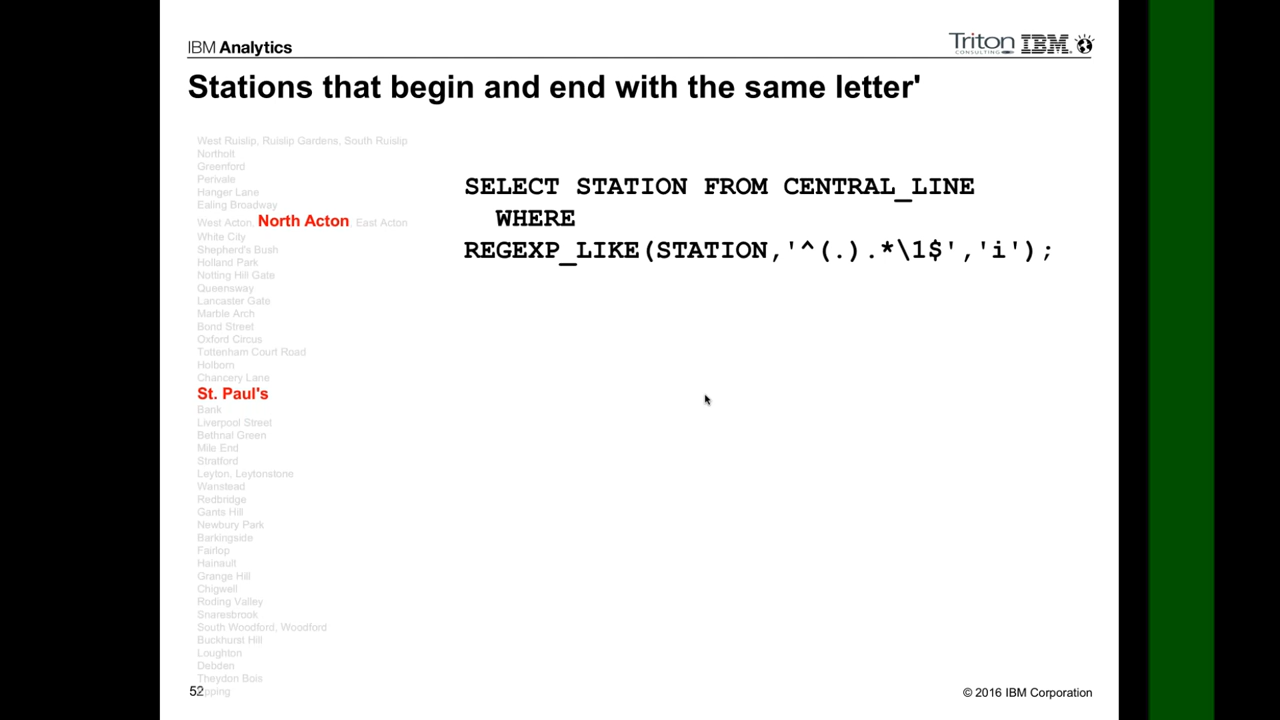 IBM Analytics
Triton CONSULTING IBM
Stations that begin and end with the same letter'
West Ruislip, Ruislip Gardens, South Ruislip
Northolt
Greenford
Perivale
Hanger Lane
Ealing Broadway
West Acton, North Acton, East Acton
White City
Shepherd's Bush
Holland Park
Notting Hill Gate
Queensway
Lancaster Gate
Marble Arch
Bond Street
Oxford Circus
Tottenham Court Road
Holborn
Chancery Lane
St. Paul's
Bank
Liverpool Street
Bethnal Green
Mile End
Stratford
Leyton, Leytonstone
Wanstead
Redbridge
Gants Hill
Newbury Park
Barkingside
Fairlop
Hainault
Grange Hill
Chigwell
Roding Valley
Snaresbrook
South Woodford, Woodford
Buckhurst Hill
Loughton
Debden
Theydon Bois
Epping
SELECT STATION FROM CENTRAL_LINE
WHERE
REGEXP_LIKE(STATION,'^(.).*\1$','i');
52
© 2016 IBM Corporation